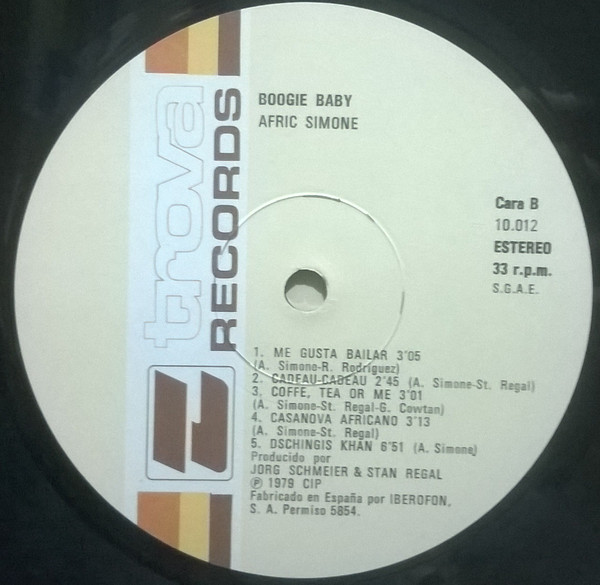 BOOGIE BABY
AFRIC SIMONE
trova
RECORDS
Cara B
10.012
ESTEREO
33 r.p.m.
S.G.A.E.
1. ME GUSTA BAILAR 3'05
(A. Simone-R. Rodríguez)
2. CADEAU-CADEAU 2'45 (A. Simone-St. Regal)
3. COFFE, TEA OR ME 3'01
(A. Simone-St. Regal-G. Cowtan)
4. CASANOVA AFRICANO 3'13
(A. Simone-St. Regal)
5. DSCHINGIS KHAN 6'51 (A. Simone)
Producido por
JORG SCHMEIER & STAN REGAL
Ⓟ 1979 CIP
Fabricado en España por IBEROFON,
S. A. Permiso 5854.